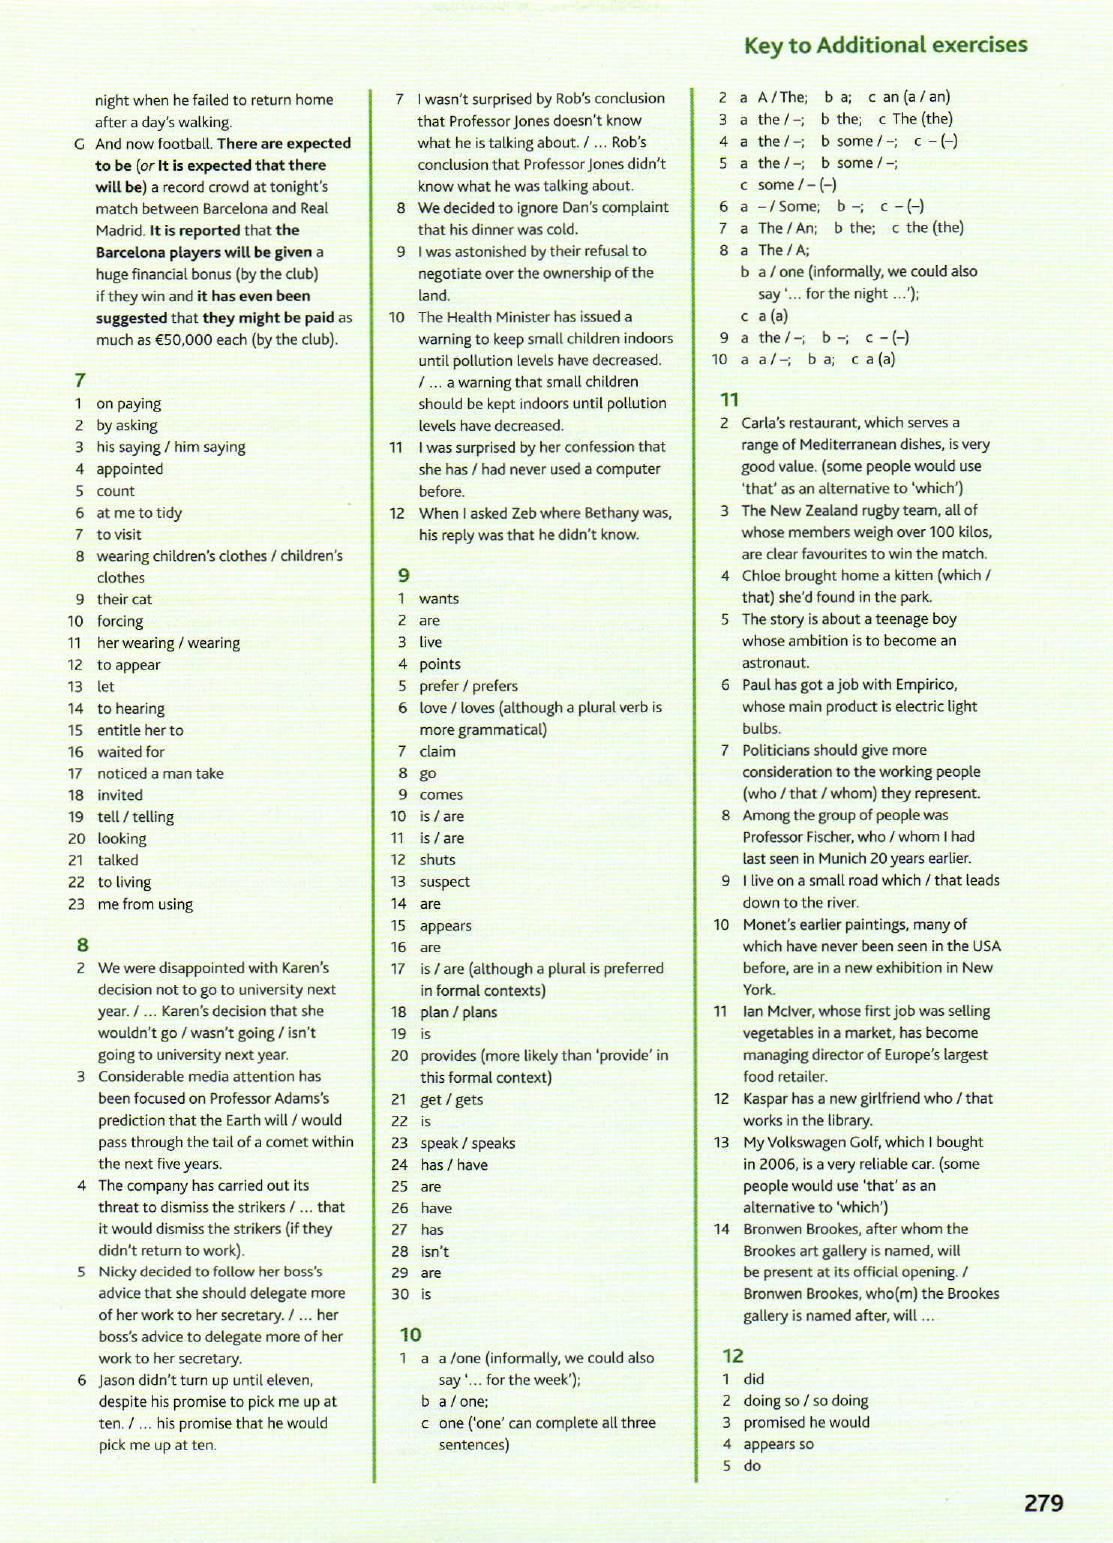 Key to Additional exercises
night when he failed to return home
after a day's walking.
G And now football. There are expected
to be (or It is expected that there
will be) a record crowd at tonight's
match between Barcelona and Real
Madrid. It is reported that the
Barcelona players will be given a
huge financial bonus (by the club)
if they win and it has even been
suggested that they might be paid as
much as €50,000 each (by the club).
7
1 on paying
2 by asking
3 his saying / him saying
4 appointed
5 count
6 at me to tidy
7 to visit
8 wearing children's clothes / children's
clothes
9 their cat
10 forcing
11 her wearing / wearing
12 to appear
13 let
14 to hearing
15 entitle her to
16 waited for
17 noticed a man take
18 invited
19 tell / telling
20 looking
21 talked
22 to living
23 me from using
8
2 We were disappointed with Karen's
decision not to go to university next
year. / ... Karen's decision that she
wouldn't go / wasn't going / isn't
going to university next year.
3 Considerable media attention has
been focused on Professor Adams's
prediction that the Earth will / would
pass through the tail of a comet within
the next five years.
4 The company has carried out its
threat to dismiss the strikers / ... that
it would dismiss the strikers (if they
didn't return to work).
5 Nicky decided to follow her boss's
advice that she should delegate more
of her work to her secretary. / ... her
boss's advice to delegate more of her
work to her secretary.
6 Jason didn't turn up until eleven,
despite his promise to pick me up at
ten. / ... his promise that he would
pick me up at ten.
7 I wasn't surprised by Rob's conclusion
that Professor Jones doesn't know
what he is talking about. / ... Rob's
conclusion that Professor Jones didn't
know what he was talking about.
8 We decided to ignore Dan's complaint
that his dinner was cold.
9 I was astonished by their refusal to
negotiate over the ownership of the
land.
10 The Health Minister has issued a
warning to keep small children indoors
until pollution levels have decreased.
/ ... a warning that small children
should be kept indoors until pollution
levels have decreased.
11 I was surprised by her confession that
she has / had never used a computer
before.
12 When I asked Zeb where Bethany was,
his reply was that he didn't know.
9
1 wants
2 are
3 live
4 points
5 prefer / prefers
6 love / loves (although a plural verb is
more grammatical)
7 claim
8 go
9 comes
10 is / are
11 is / are
12 shuts
13 suspect
14 are
15 appears
16 are
17 is / are (although a plural is preferred
in formal contexts)
18 plan / plans
19 is
20 provides (more likely than 'provide' in
this formal context)
21 get / gets
22 is
23 speak / speaks
24 has / have
25 are
26 have
27 has
28 isn't
29 are
30 is
10
1 a a /one (informally, we could also
say '... for the week');
b a / one;
c one ('one' can complete all three
sentences)
2 a A / The; b a; c an (a / an)
3 a the / –; b the; c The (the)
4 a the / –; b some / –; c – (–)
5 a the / –; b some / –;
c some / – (–)
6 a – / Some; b –; c – (–)
7 a The / An; b the; c the (the)
8 a The / A;
b a / one (informally, we could also
say '... for the night ...');
c a (a)
9 a the / –; b –; c – (–)
10 a a / –; b a; c a (a)
11
2 Carla's restaurant, which serves a
range of Mediterranean dishes, is very
good value. (some people would use
'that' as an alternative to 'which')
3 The New Zealand rugby team, all of
whose members weigh over 100 kilos,
are clear favourites to win the match.
4 Chloe brought home a kitten (which /
that) she'd found in the park.
5 The story is about a teenage boy
whose ambition is to become an
astronaut.
6 Paul has got a job with Empirico,
whose main product is electric light
bulbs.
7 Politicians should give more
consideration to the working people
(who / that / whom) they represent.
8 Among the group of people was
Professor Fischer, who / whom I had
last seen in Munich 20 years earlier.
9 I live on a small road which / that leads
down to the river.
10 Monet's earlier paintings, many of
which have never been seen in the USA
before, are in a new exhibition in New
York.
11 Ian McIver, whose first job was selling
vegetables in a market, has become
managing director of Europe's largest
food retailer.
12 Kaspar has a new girlfriend who / that
works in the library.
13 My Volkswagen Golf, which I bought
in 2006, is a very reliable car. (some
people would use 'that' as an
alternative to 'which')
14 Bronwen Brookes, after whom the
Brookes art gallery is named, will
be present at its official opening. /
Bronwen Brookes, who(m) the Brookes
gallery is named after, will ...
12
1 did
2 doing so / so doing
3 promised he would
4 appears so
5 do
279